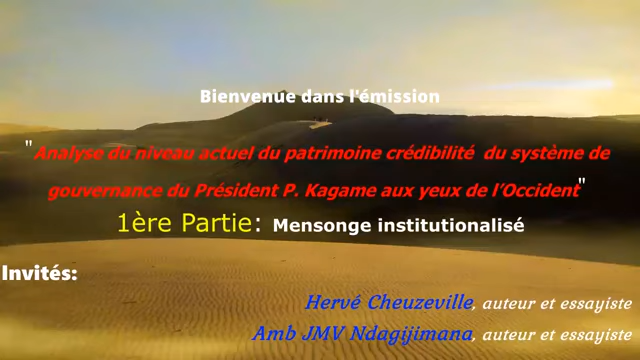 Bienvenue dans l'émission
"Analyse du niveau actuel du patrimoine crédibilité du système de
gouvernance du Président P. Kagame aux yeux de l’Occident"
1ère Partie: Mensonge institutionalisé
Invités:
Hervé Cheuzeville, auteur et essayiste
Amb JMV Ndagijimana, auteur et essayiste